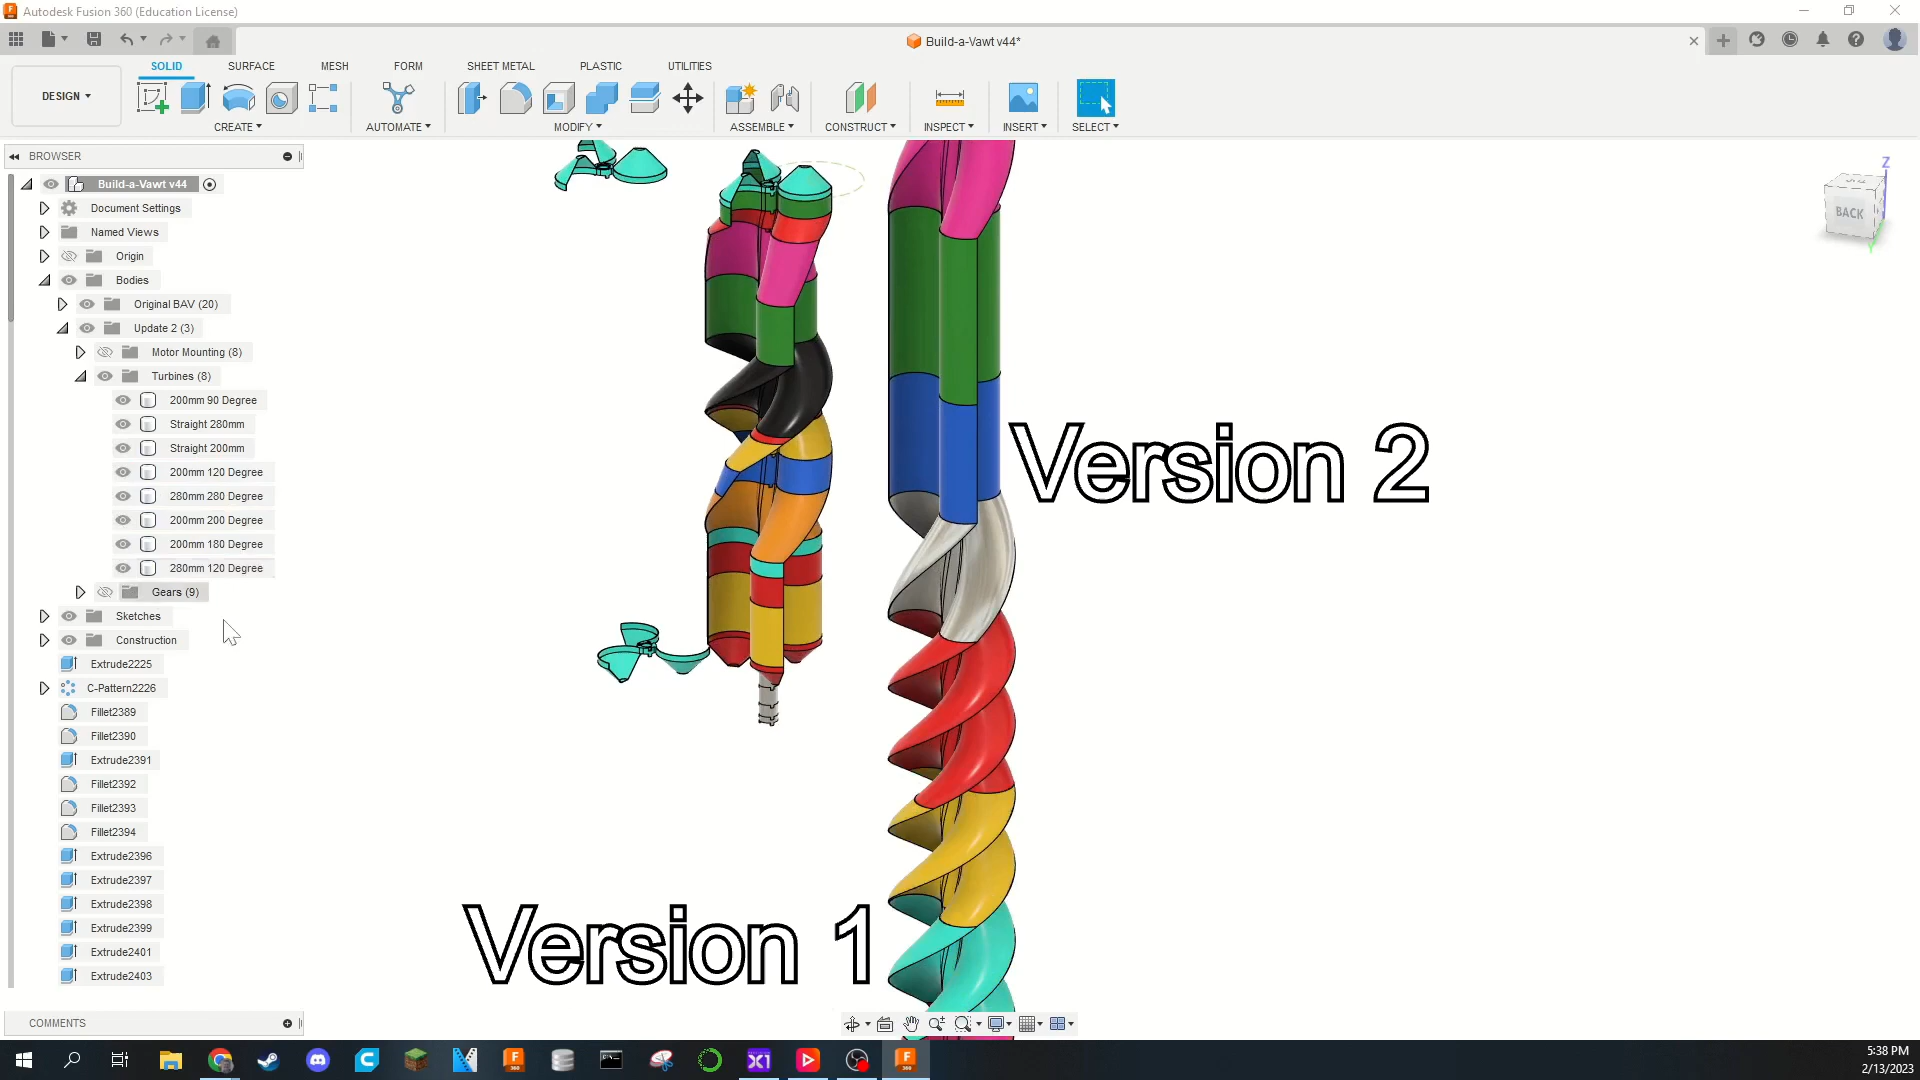 Autodesk Fusion 360 (Education License)
Build-a-Vawt v44*
DESIGN
SOLID SURFACE MESH FORM SHEET METAL PLASTIC UTILITIES
CREATE AUTOMATE MODIFY ASSEMBLE CONSTRUCT INSPECT INSERT SELECT
BROWSER
Build-a-Vawt v44
Document Settings
Named Views
Origin
Bodies
Original BAV (20)
Update 2 (3)
Motor Mounting (8)
Turbines (8)
200mm 90 Degree
Straight 280mm
Straight 200mm
200mm 120 Degree
280mm 280 Degree
200mm 200 Degree
200mm 180 Degree
280mm 120 Degree
Gears (9)
Sketches
Construction
Extrude2225
C-Pattern2226
Fillet2389
Fillet2390
Extrude2391
Fillet2392
Fillet2393
Fillet2394
Extrude2396
Extrude2397
Extrude2398
Extrude2399
Extrude2401
Extrude2403
COMMENTS
Z
BACK
Version 2
Version 1
5:38 PM
2/13/2023